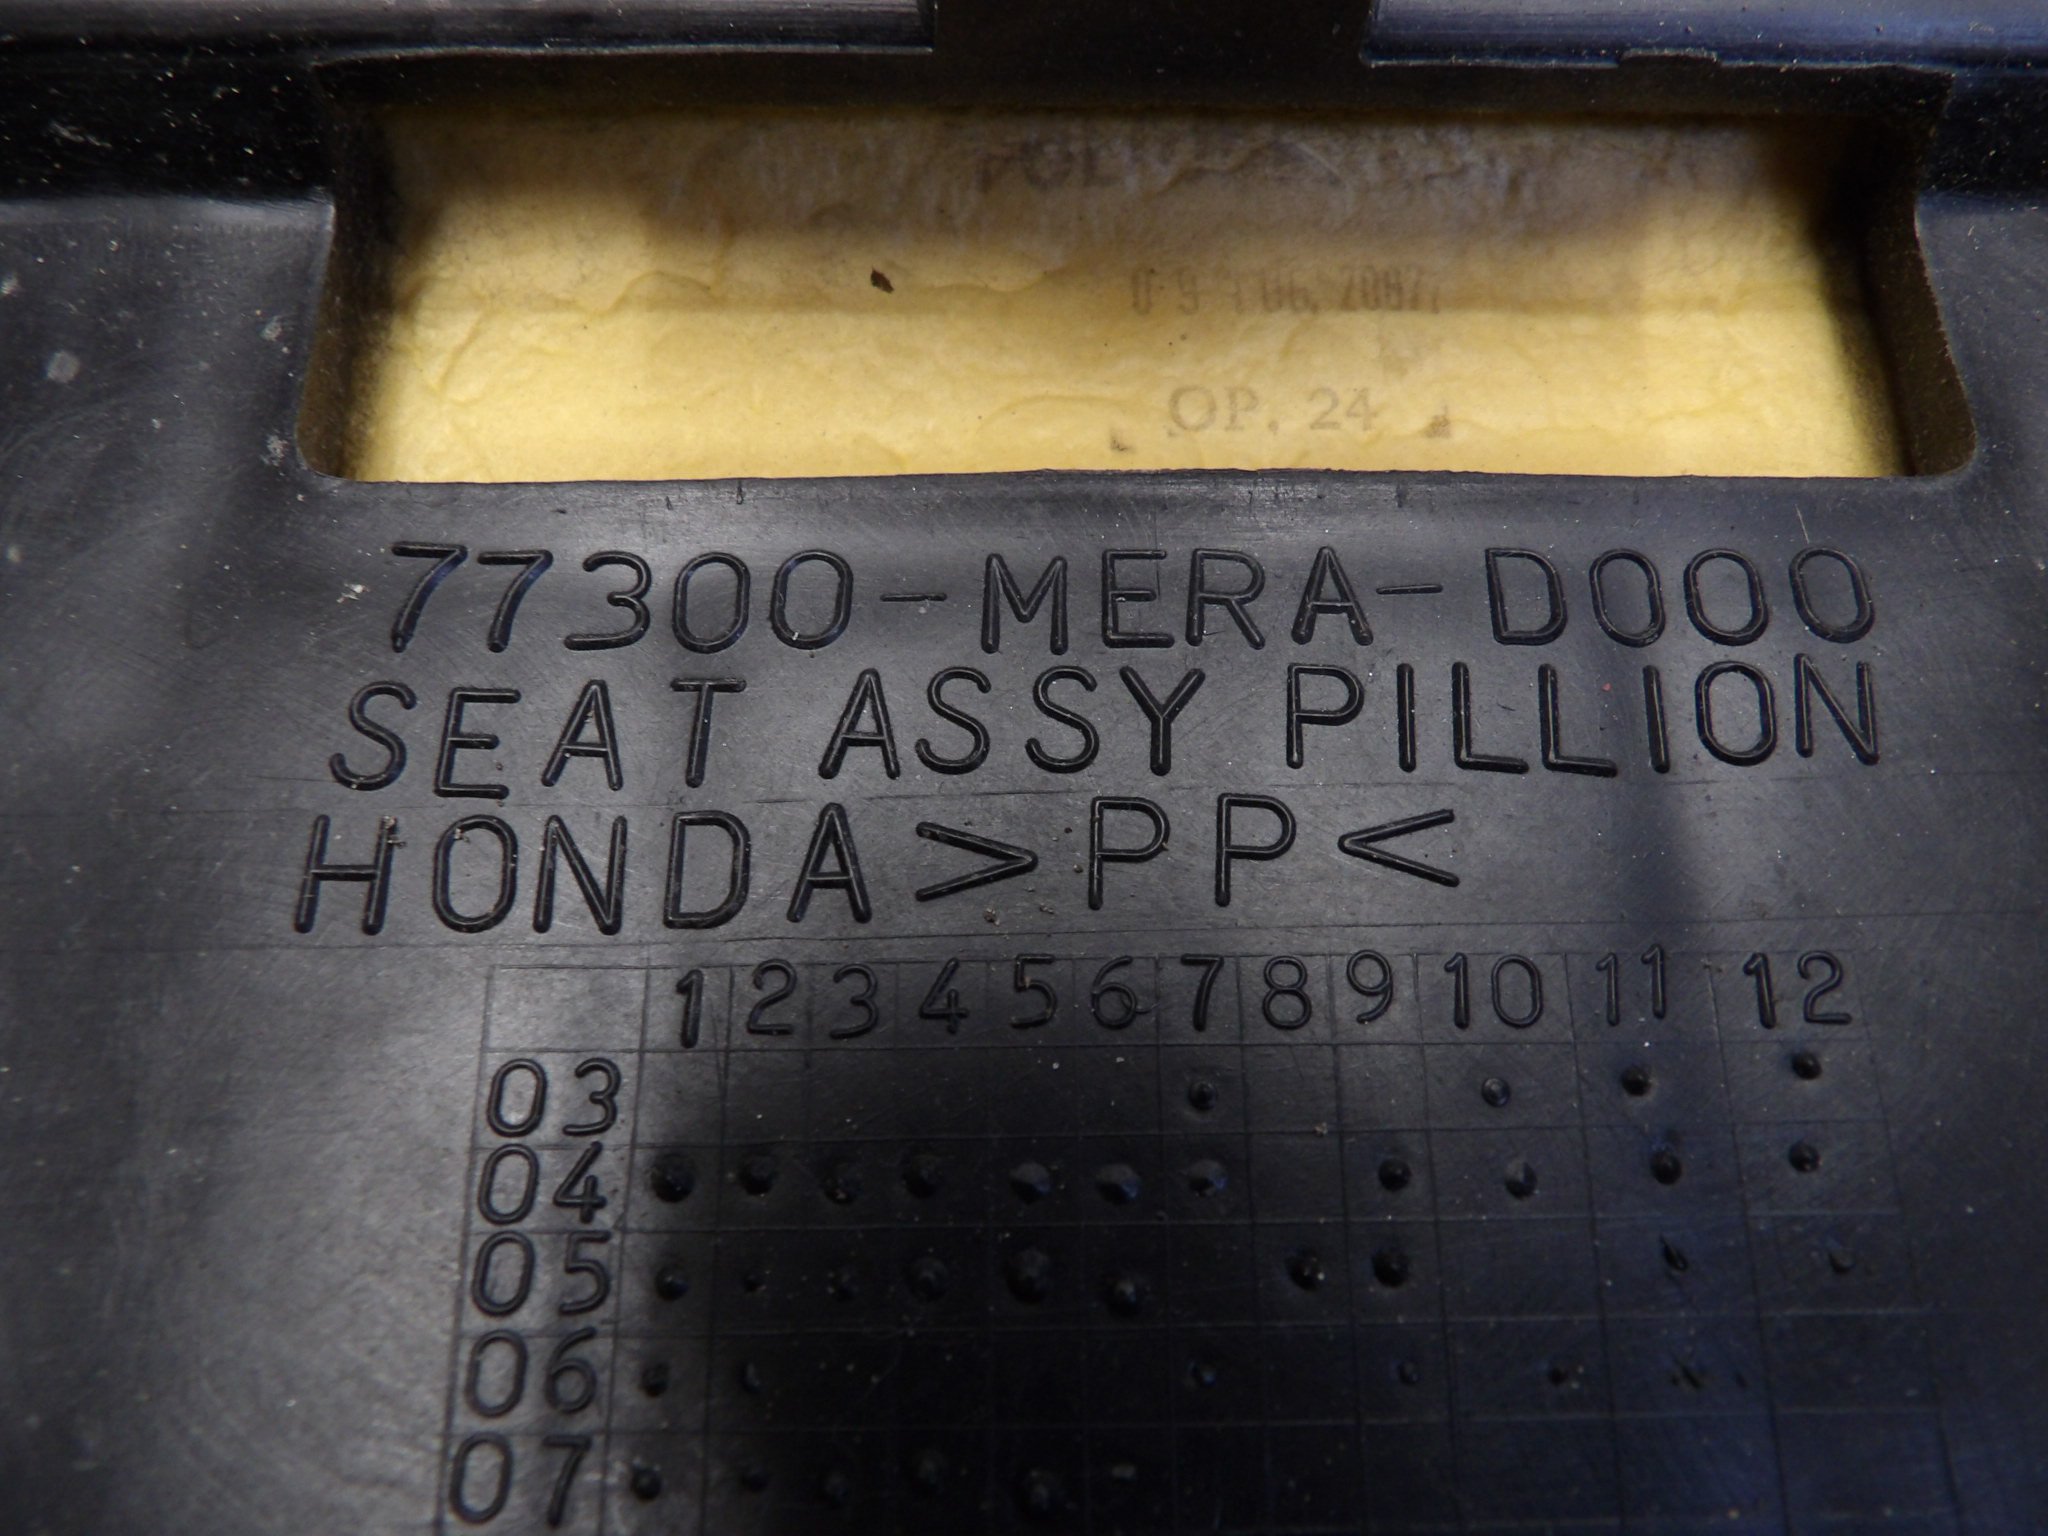 OP. 24
77300-MERA-D000
SEAT ASSY PILLION
HONDA >PP<
1 2 3 4 5 6 7 8 9 10 11 12
03
04
05
06
07